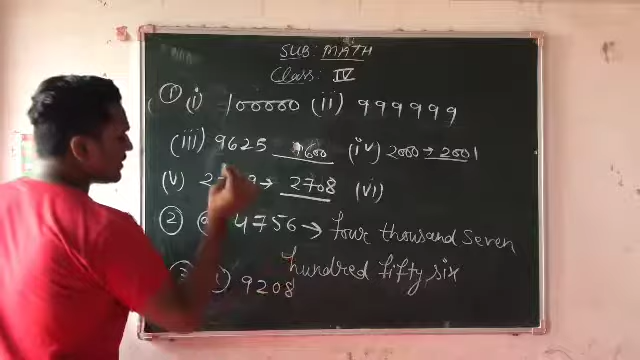 SUB: MATH
Class: IV
① (i) 100000 (ii) 999999
(iii) 9625 9600 (iv) 2000 → 2001
(v) → 2708 (vi)
② 4756 → four thousand Seven
hundred fifty six
9208